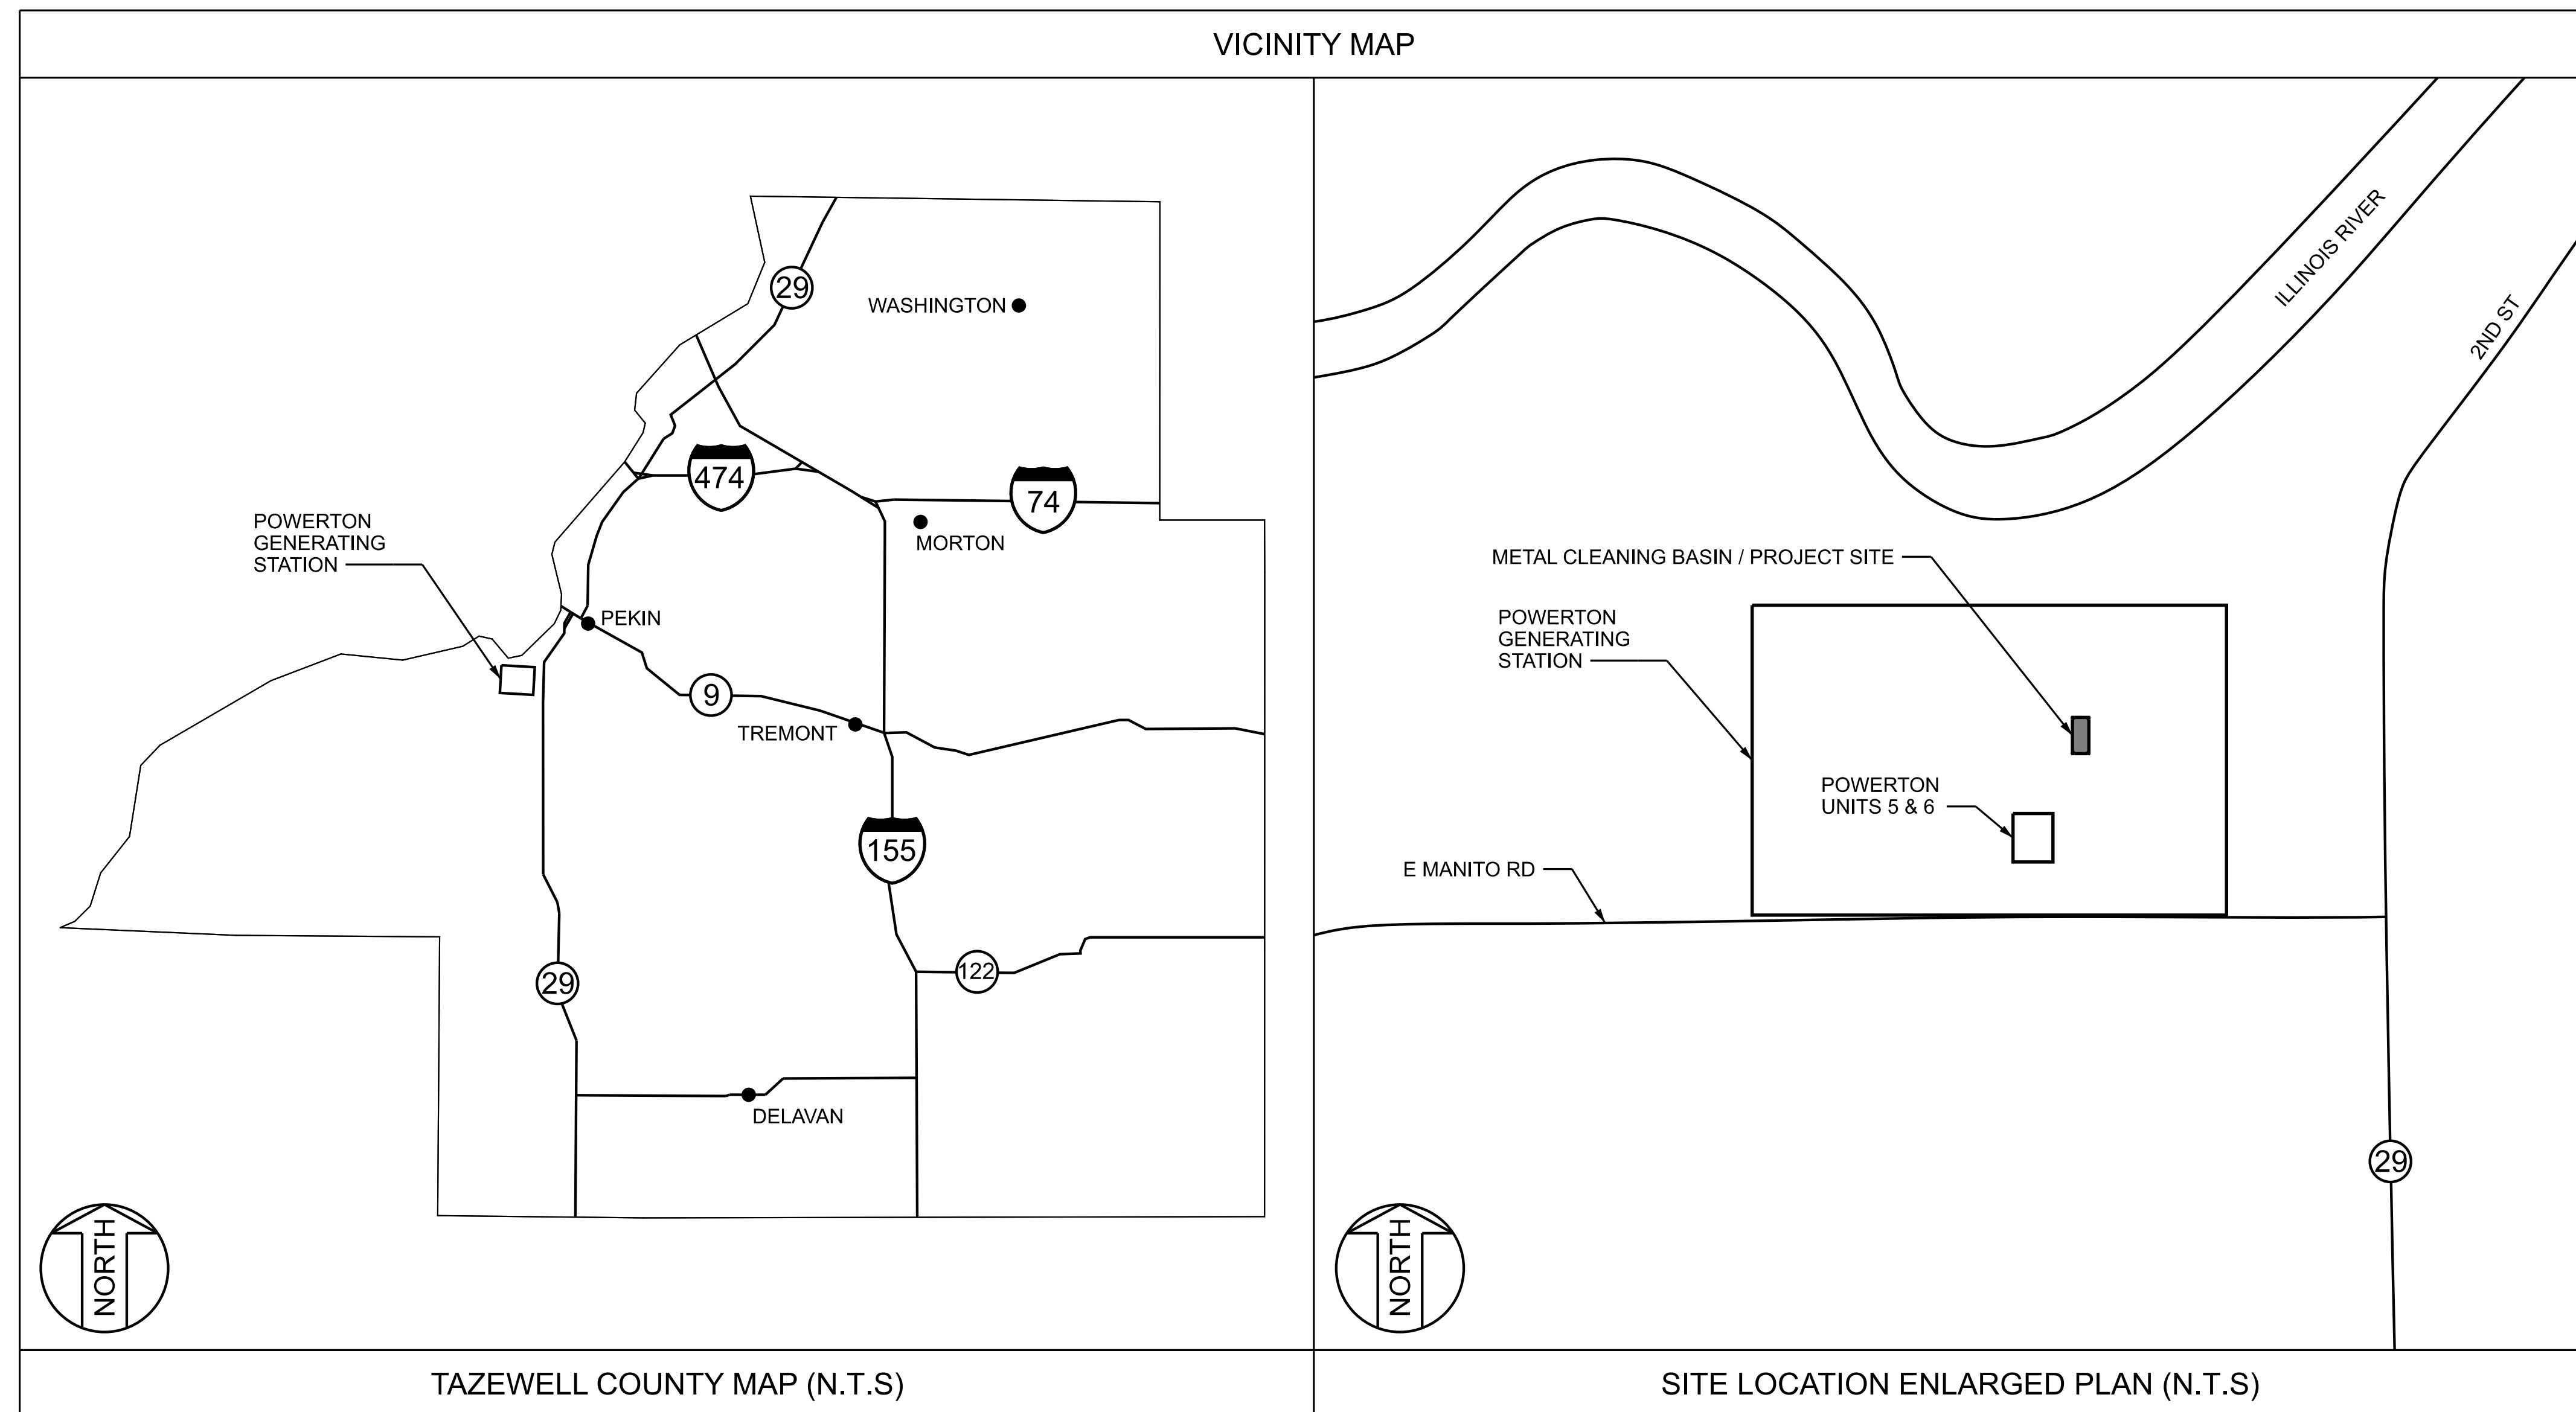 VICINITY MAP
29
WASHINGTON
474
74
POWERTON
GENERATING
STATION
MORTON
PEKIN
9
TREMONT
155
122
29
DELAVAN
NORTH
TAZEWELL COUNTY MAP (N.T.S)
ILLINOIS RIVER
2ND ST
METAL CLEANING BASIN / PROJECT SITE
POWERTON
GENERATING
STATION
POWERTON
UNITS 5 & 6
E MANITO RD
29
NORTH
SITE LOCATION ENLARGED PLAN (N.T.S)